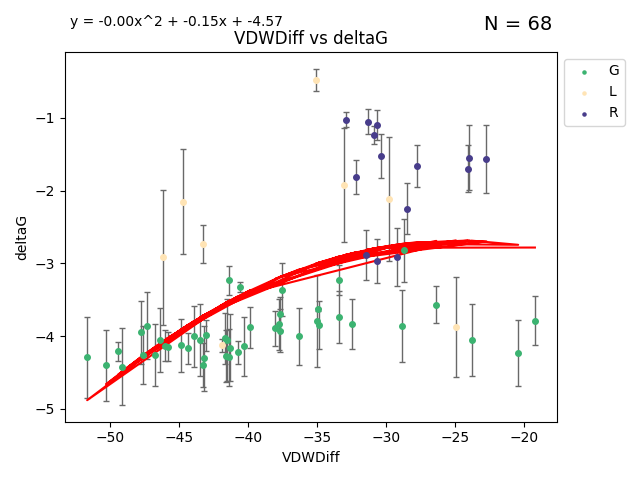 y = -0.00x^2 + -0.15x + -4.57
N = 68
VDWDiff vs deltaG
G
L
R
deltaG
−1
−2
−3
−4
−5
−50 −45 −40 −35 −30 −25 −20
VDWDiff